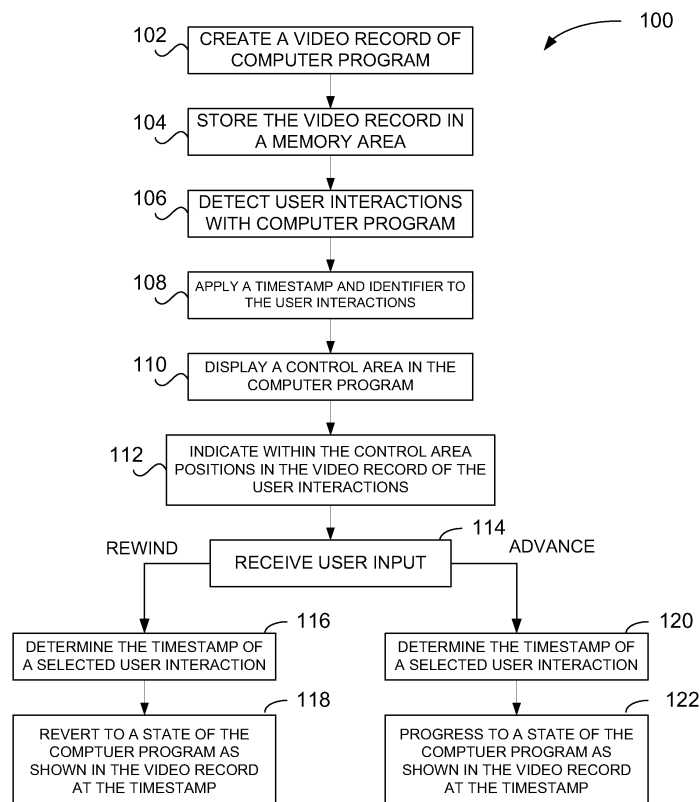 100
102
CREATE A VIDEO RECORD OF
COMPUTER PROGRAM
104
STORE THE VIDEO RECORD IN
A MEMORY AREA
106
DETECT USER INTERACTIONS
WITH COMPUTER PROGRAM
108
APPLY A TIMESTAMP AND IDENTIFIER TO
THE USER INTERACTIONS
110
DISPLAY A CONTROL AREA IN THE
COMPUTER PROGRAM
112
INDICATE WITHIN THE CONTROL AREA
POSITIONS IN THE VIDEO RECORD OF THE
USER INTERACTIONS
114
RECEIVE USER INPUT
REWIND
ADVANCE
116
DETERMINE THE TIMESTAMP OF
A SELECTED USER INTERACTION
118
REVERT TO A STATE OF THE
COMPTUER PROGRAM AS
SHOWN IN THE VIDEO RECORD
AT THE TIMESTAMP
120
DETERMINE THE TIMESTAMP OF
A SELECTED USER INTERACTION
122
PROGRESS TO A STATE OF THE
COMPTUER PROGRAM AS
SHOWN IN THE VIDEO RECORD
AT THE TIMESTAMP